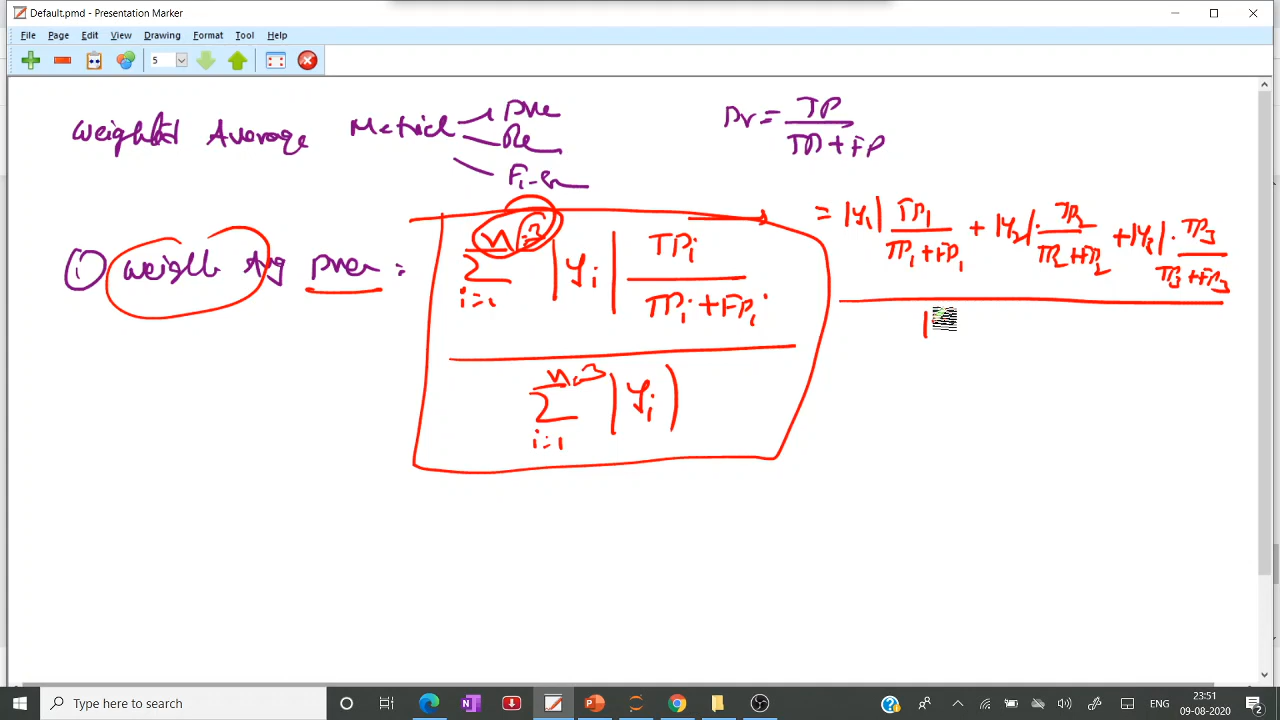 Default.pmd - Presentation Marker
File Page Edit View Drawing Format Tool Help
5
Weighted Average Metric
Pre
Re
F1-
Pr = TP / TP + FP
① Weight Avg :
n=3
∑ |yi| TPi / TPi + FPi
i=1
n=3
∑ |yi|
i=1
= |y1| TP1 / TP1+FP1 + |y2| . TP2 / TP2+FP2 + |y3| . TP3 / TP3+FP3
|
Type here to search
ENG
23:51
09-08-2020
2